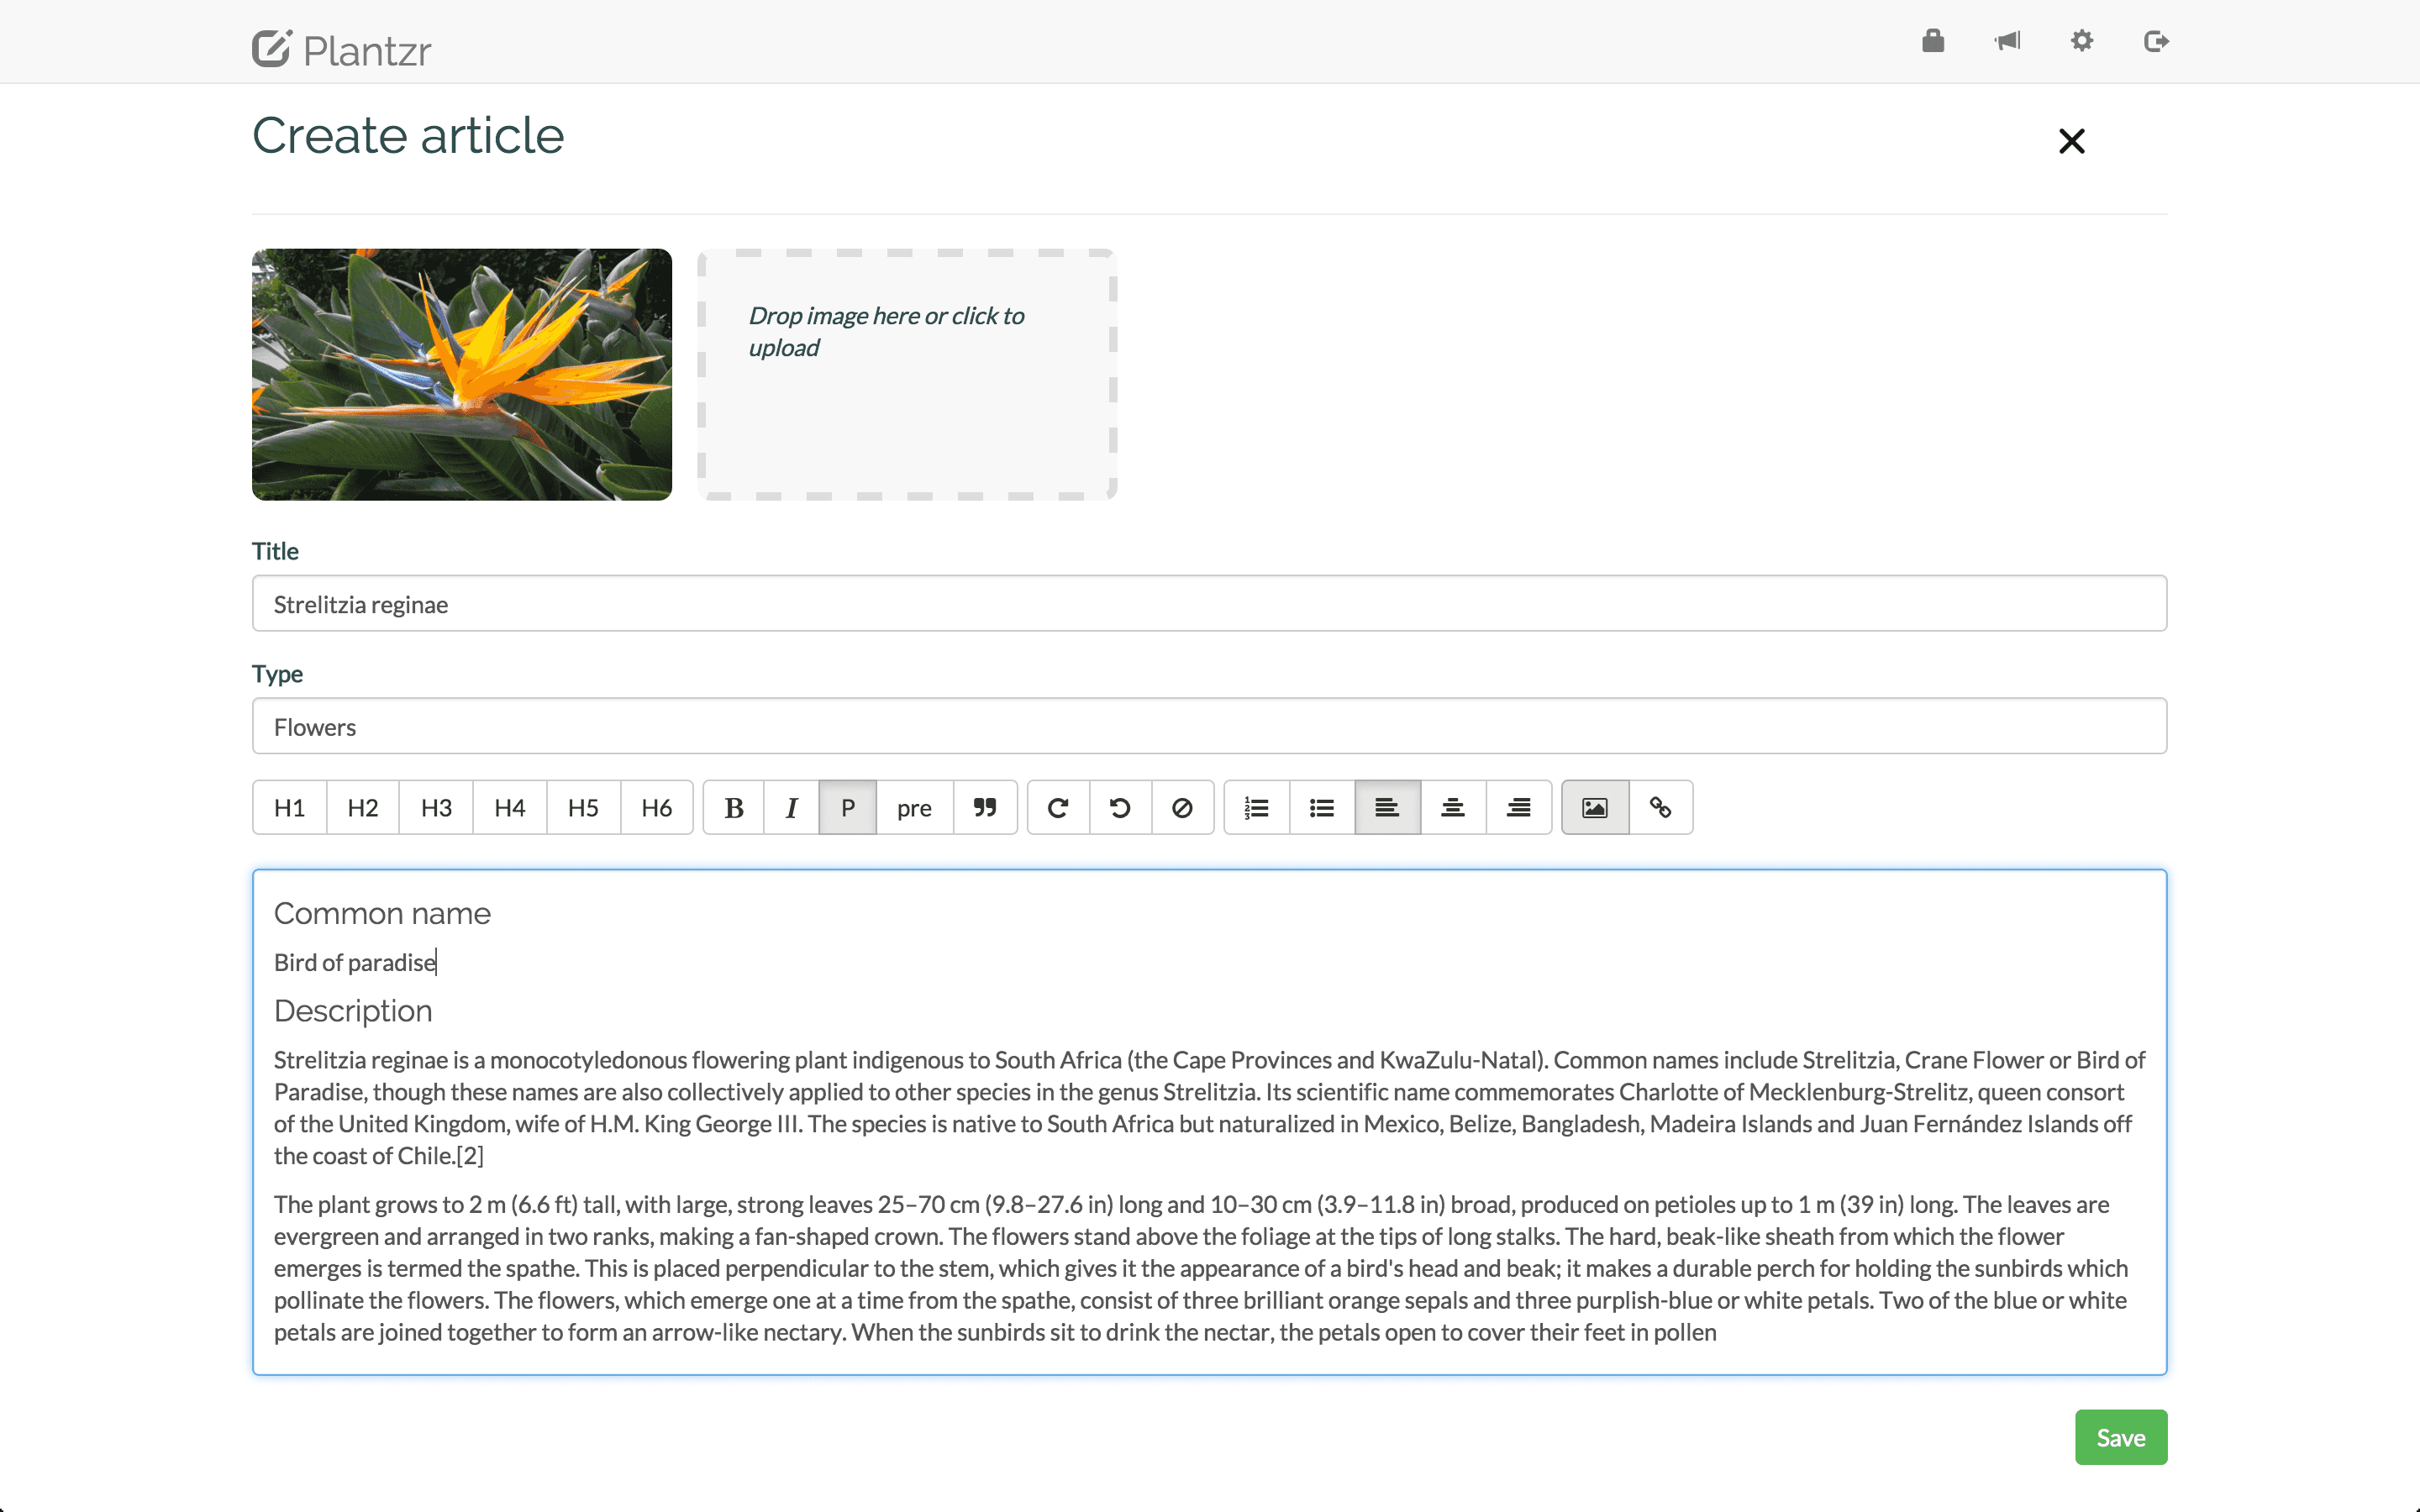 Plantzr
Create article
Drop image here or click to
upload
Title
Strelitzia reginae
Type
Flowers
H1 H2 H3 H4 H5 H6 B I P pre
Common name
Bird of paradise
Description
Strelitzia reginae is a monocotyledonous flowering plant indigenous to South Africa (the Cape Provinces and KwaZulu-Natal). Common names include Strelitzia, Crane Flower or Bird of
Paradise, though these names are also collectively applied to other species in the genus Strelitzia. Its scientific name commemorates Charlotte of Mecklenburg-Strelitz, queen consort
of the United Kingdom, wife of H.M. King George III. The species is native to South Africa but naturalized in Mexico, Belize, Bangladesh, Madeira Islands and Juan Fernández Islands off
the coast of Chile.[2]
The plant grows to 2 m (6.6 ft) tall, with large, strong leaves 25–70 cm (9.8–27.6 in) long and 10–30 cm (3.9–11.8 in) broad, produced on petioles up to 1 m (39 in) long. The leaves are
evergreen and arranged in two ranks, making a fan-shaped crown. The flowers stand above the foliage at the tips of long stalks. The hard, beak-like sheath from which the flower
emerges is termed the spathe. This is placed perpendicular to the stem, which gives it the appearance of a bird's head and beak; it makes a durable perch for holding the sunbirds which
pollinate the flowers. The flowers, which emerge one at a time from the spathe, consist of three brilliant orange sepals and three purplish-blue or white petals. Two of the blue or white
petals are joined together to form an arrow-like nectary. When the sunbirds sit to drink the nectar, the petals open to cover their feet in pollen
Save